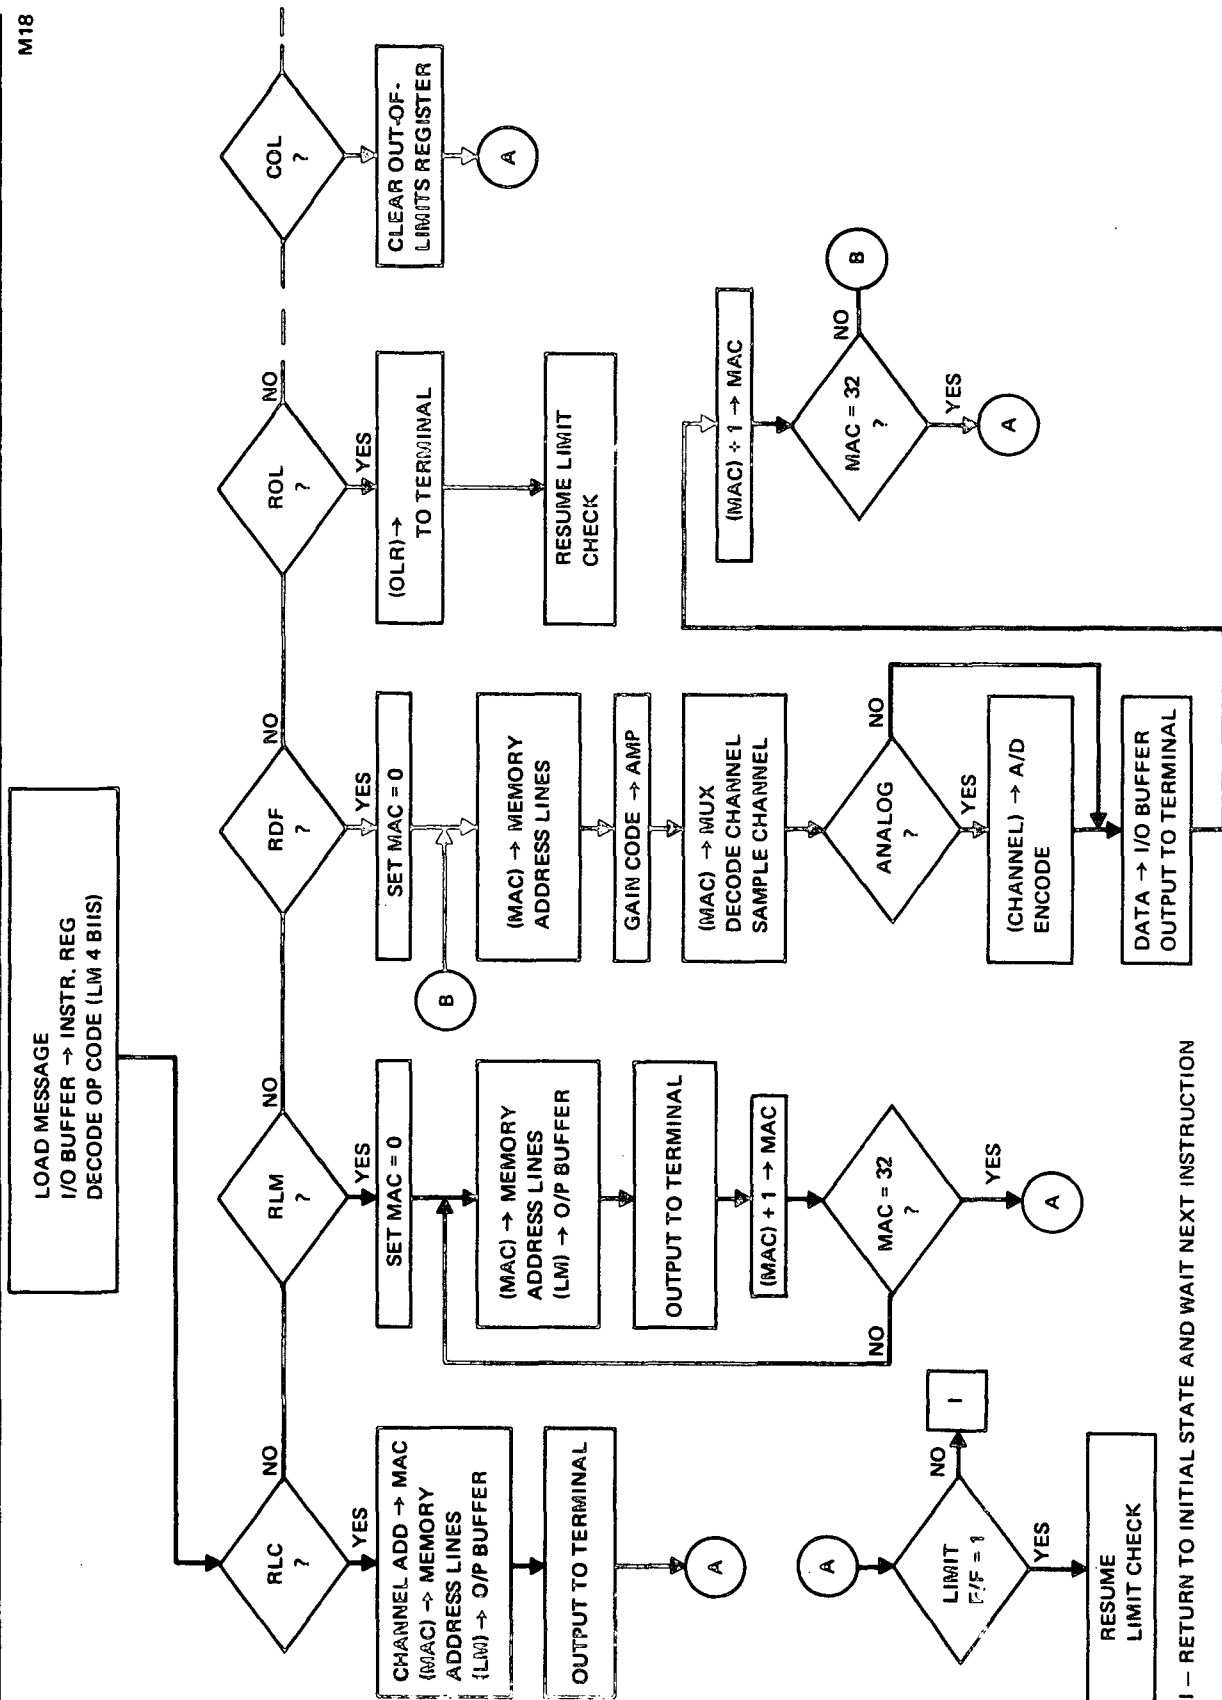 M18
LOAD MESSAGE
I/O BUFFER → INSTR. REG
DECODE OP CODE (LM 4 BIIS)
RLC
?
NO
YES
CHANNEL ADD → MAC
(MAC) → MEMORY
ADDRESS LINES
(LM) → O/P BUFFER
OUTPUT TO TERMINAL
A
RLM
?
NO
YES
SET MAC = 0
(MAC) → MEMORY
ADDRESS LINES
(LM) → O/P BUFFER
OUTPUT TO TERMINAL
(MAC) + 1 → MAC
MAC = 32
?
NO
YES
A
RDF
?
NO
YES
SET MAC = 0
B
(MAC) → MEMORY
ADDRESS LINES
GAIN CODE → AMP
(MAC) → MUX
DECODE CHANNEL
SAMPLE CHANNEL
ANALOG
?
NO
YES
(CHANNEL) → A/D
ENCODE
DATA → I/O BUFFER
OUTPUT TO TERMINAL
ROL
?
NO
YES
(OLR) →
TO TERMINAL
RESUME LIMIT
CHECK
COL
?
CLEAR OUT-OF-
LIMITS REGISTER
A
(MAC) + 1 → MAC
MAC = 32
?
NO
B
YES
A
A
LIMIT
F/F = 1
NO
I
YES
RESUME
LIMIT CHECK
I — RETURN TO INITIAL STATE AND WAIT NEXT INSTRUCTION